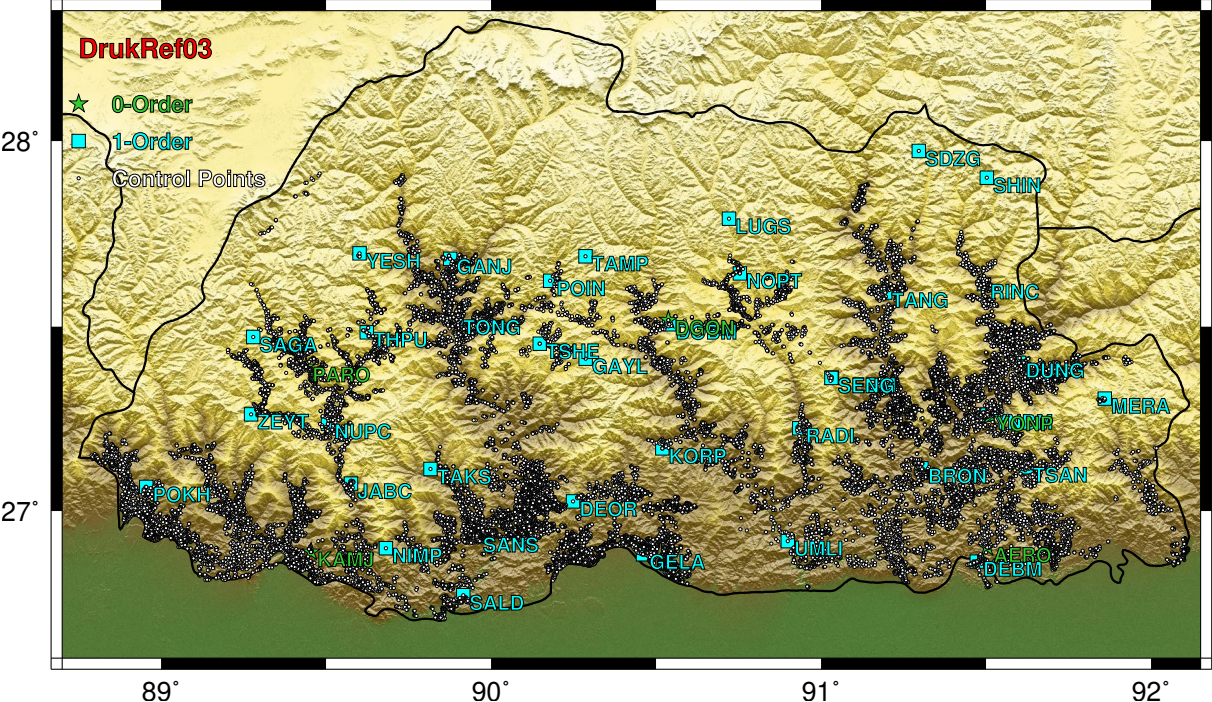 DrukRef03
0-Order
1-Order
Control Points
28°
27°
SDZG
SHIN
LUGS
YESH
GANJ
TAMP
POIN
NOPT
TANG
RINC
TONG
THPU
SAGA
TSHE
GAYL
PARO
SENG
DUNG
MERA
ZEYT
NUPC
RADI
KORP
TAKS
BRON
TSAN
POKH
JABC
DEOR
SANS
NIMP
KAMJ
GELA
UMLI
AERO
DEBM
SALD
89°
90°
91°
92°